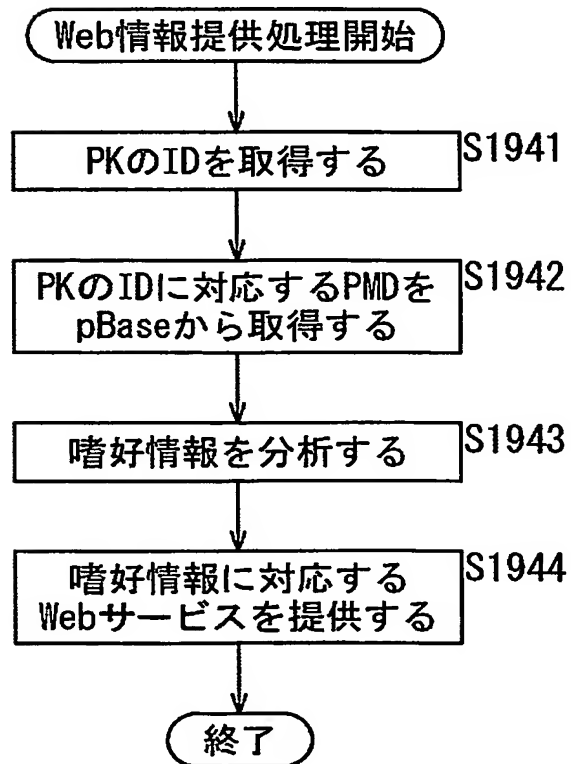 Web情報提供処理開始
PKのIDを取得する
S1941
PKのIDに対応するPMDを
pBaseから取得する
S1942
嗜好情報を分析する
S1943
嗜好情報に対応する
Webサービスを提供する
S1944
終了